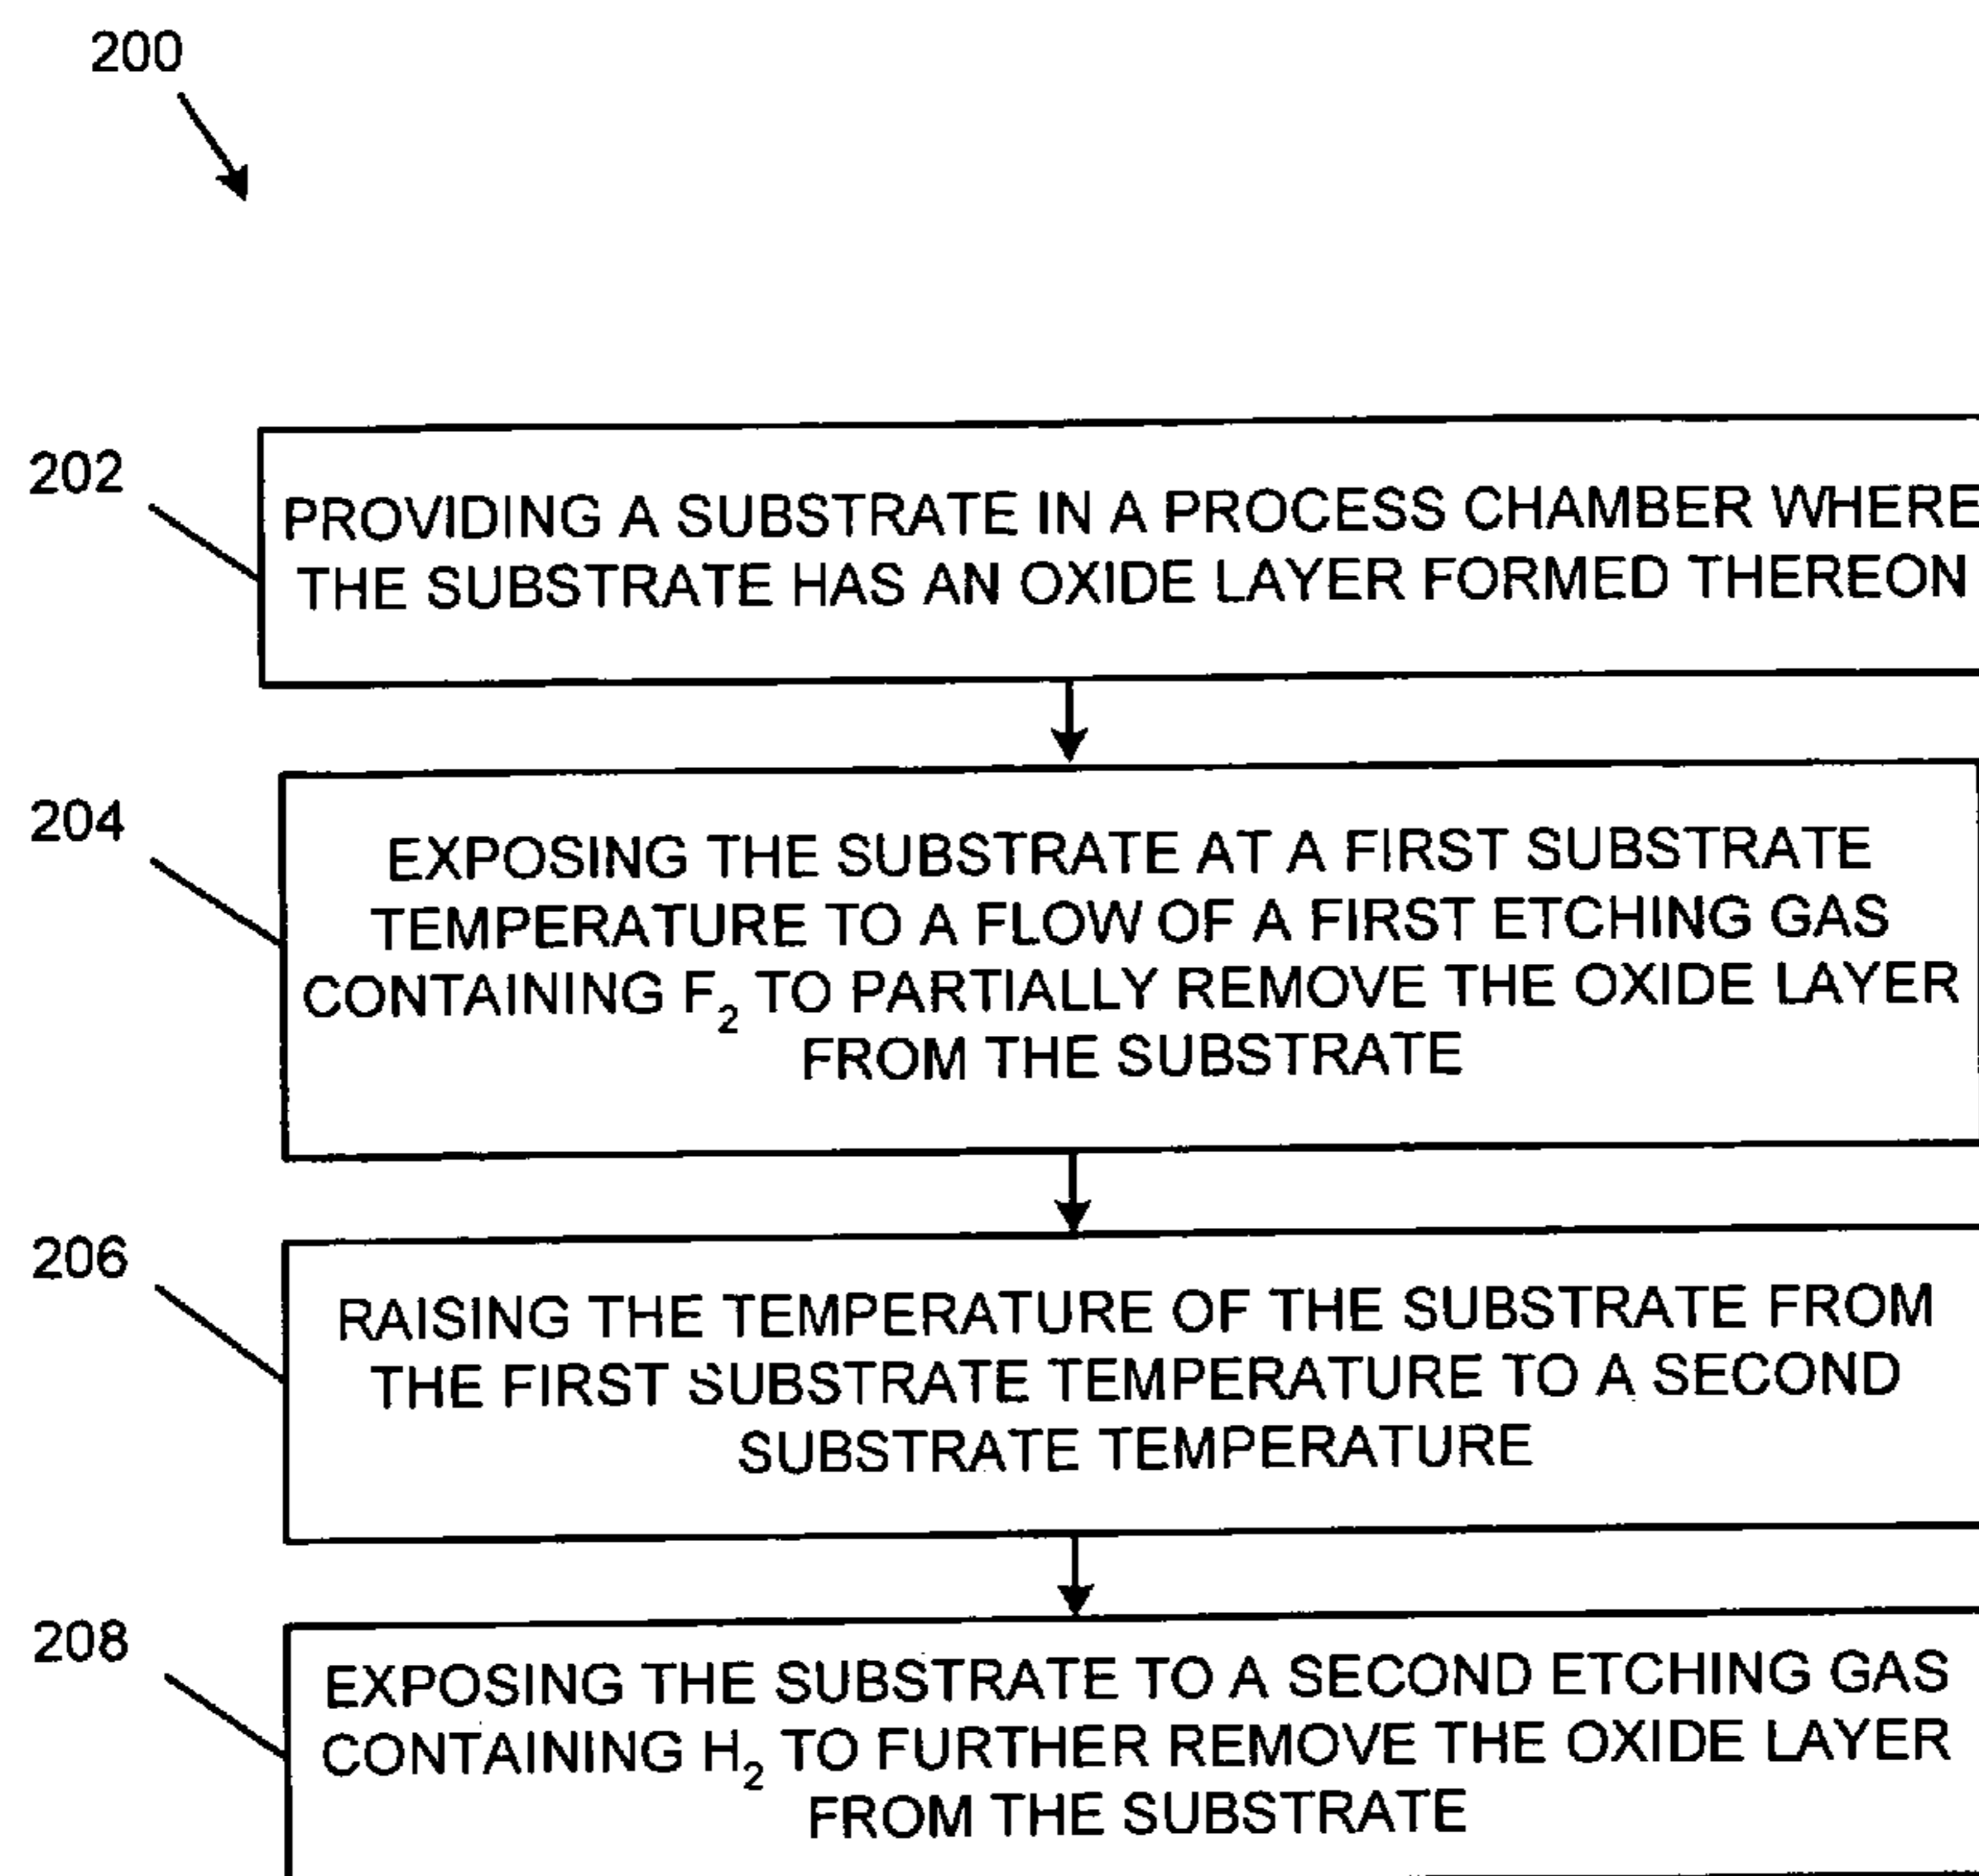 200
202
PROVIDING A SUBSTRATE IN A PROCESS CHAMBER WHERE
THE SUBSTRATE HAS AN OXIDE LAYER FORMED THEREON
204
EXPOSING THE SUBSTRATE AT A FIRST SUBSTRATE
TEMPERATURE TO A FLOW OF A FIRST ETCHING GAS
CONTAINING F₂ TO PARTIALLY REMOVE THE OXIDE LAYER
FROM THE SUBSTRATE
206
RAISING THE TEMPERATURE OF THE SUBSTRATE FROM
THE FIRST SUBSTRATE TEMPERATURE TO A SECOND
SUBSTRATE TEMPERATURE
208
EXPOSING THE SUBSTRATE TO A SECOND ETCHING GAS
CONTAINING H₂ TO FURTHER REMOVE THE OXIDE LAYER
FROM THE SUBSTRATE